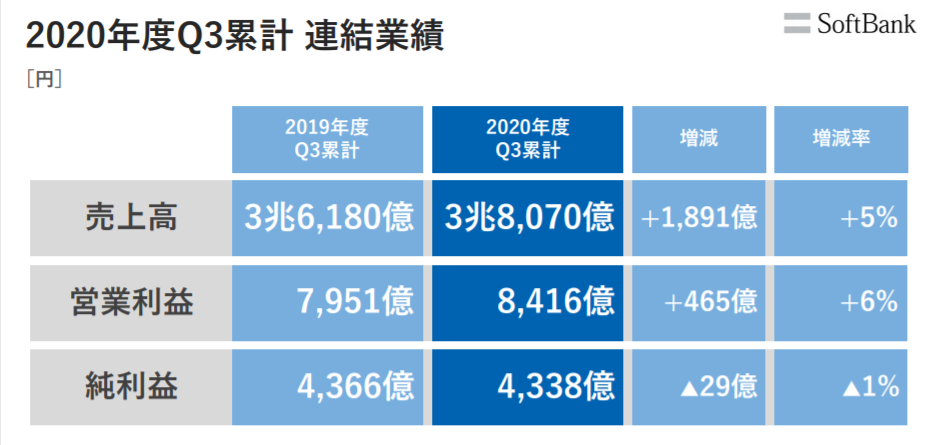 2020年度Q3累計 連結業績
SoftBank
[円]
2019年度
Q3累計
2020年度
Q3累計
増減
増減率
売上高 3兆6,180億 3兆8,070億 +1,891億 +5%
営業利益 7,951億 8,416億 +465億 +6%
純利益 4,366億 4,338億 ▲29億 ▲1%